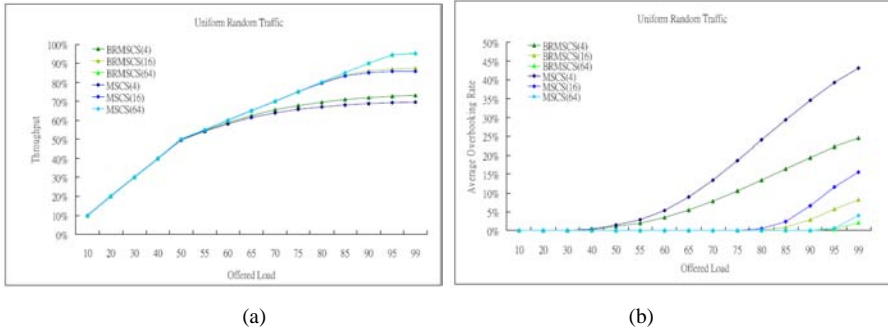 Uniform Random Traffic
100%
90%
80%
70%
60%
50%
40%
30%
20%
10%
0%
Throughput
BRMSCS(4)
BRMSCS(16)
BRMSCS(64)
MSCS(4)
MSCS(16)
MSCS(64)
10 20 30 40 50 55 60 65 70 75 80 85 90 95 99
Offered Load
(a)
Uniform Random Traffic
50%
45%
40%
35%
30%
25%
20%
15%
10%
5%
0%
Average Overbooking Rate
BRMSCS(4)
BRMSCS(16)
BRMSCS(64)
MSCS(4)
MSCS(16)
MSCS(64)
10 20 30 40 50 55 60 65 70 75 80 85 90 95 99
Offered Load
(b)